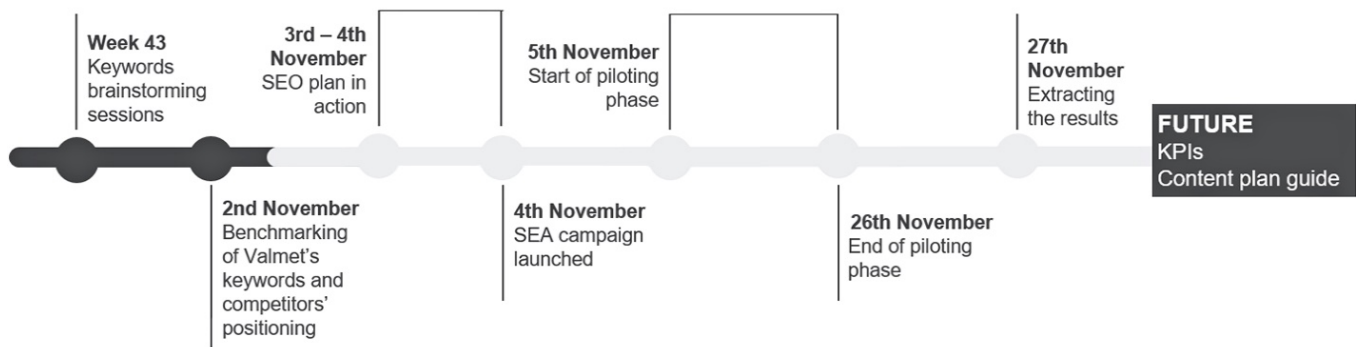 Week 43
Keywords
brainstorming
sessions
2nd November
Benchmarking
of Valmet's
keywords and
competitors'
positioning
3rd – 4th
November
SEO plan in
action
4th November
SEA campaign
launched
5th November
Start of piloting
phase
26th November
End of piloting
phase
27th
November
Extracting
the results
FUTURE
KPIs
Content plan guide